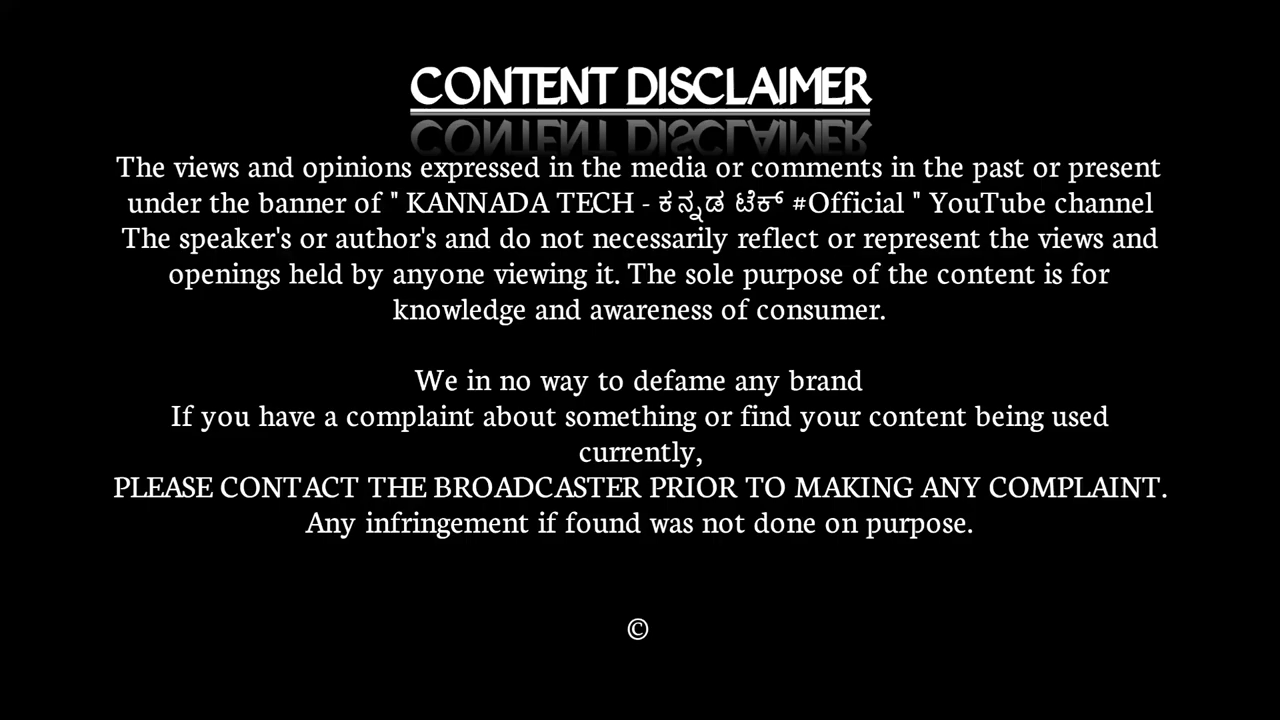 CONTENT DISCLAIMER
The views and opinions expressed in the media or comments in the past or present
under the banner of " KANNADA TECH - ಕನ್ನಡ ಟೆಕ್ #Official " YouTube channel
The speaker's or author's and do not necessarily reflect or represent the views and
openings held by anyone viewing it. The sole purpose of the content is for
knowledge and awareness of consumer.
We in no way to defame any brand
If you have a complaint about something or find your content being used
currently,
PLEASE CONTACT THE BROADCASTER PRIOR TO MAKING ANY COMPLAINT.
Any infringement if found was not done on purpose.
©